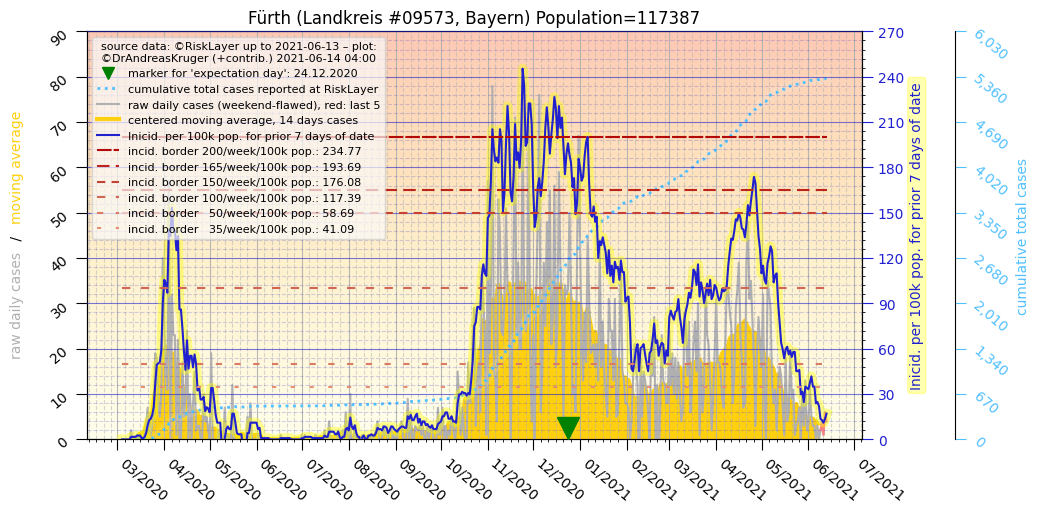 Fürth (Landkreis #09573, Bayern) Population=117387
source data: ©RiskLayer up to 2021-06-13 – plot:
©DrAndreasKruger (+contrib.) 2021-06-14 04:00
marker for 'expectation day': 24.12.2020
cumulative total cases reported at RiskLayer
raw daily cases (weekend-flawed), red: last 5
centered moving average, 14 days cases
Inicid. per 100k pop. for prior 7 days of date
incid. border 200/week/100k pop.: 234.77
incid. border 165/week/100k pop.: 193.69
incid. border 150/week/100k pop.: 176.08
incid. border 100/week/100k pop.: 117.39
incid. border   50/week/100k pop.: 58.69
incid. border   35/week/100k pop.: 41.09
raw daily cases  /  moving average
90
80
70
60
50
40
30
20
10
0
270
240
210
180
150
120
90
60
30
0
Inicid. per 100k pop. for prior 7 days of date
6,030
5,360
4,690
4,020
3,350
2,680
2,010
1,340
670
0
cumulative total cases
03/2020
04/2020
05/2020
06/2020
07/2020
08/2020
09/2020
10/2020
11/2020
12/2020
01/2021
02/2021
03/2021
04/2021
05/2021
06/2021
07/2021